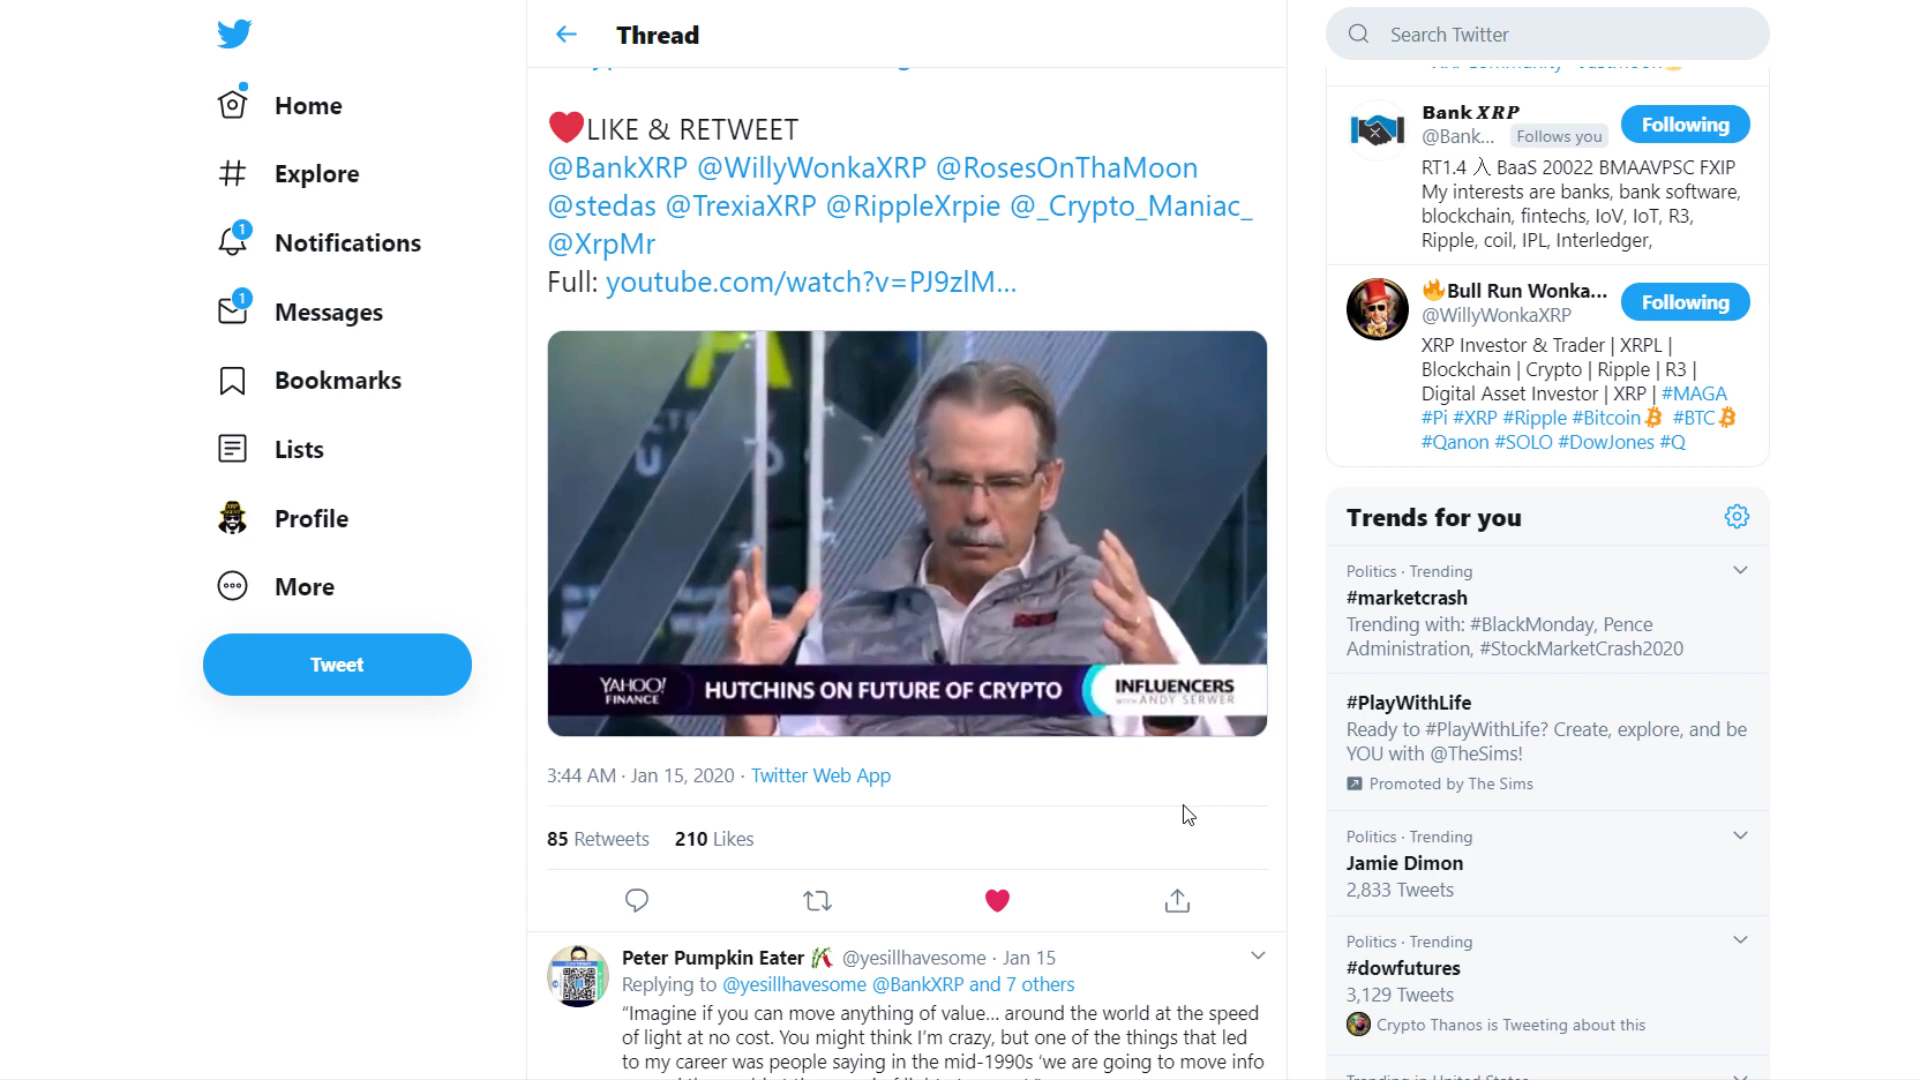 Home
Explore
1
Notifications
1
Messages
Bookmarks
Lists
Profile
More
Tweet
Thread
LIKE & RETWEET
@BankXRP @WillyWonkaXRP @RosesOnThaMoon
@stedas @TrexiaXRP @RippleXrpie @_Crypto_Maniac_
@XrpMr
Full: youtube.com/watch?v=PJ9zlM...
YAHOO!
FINANCE
HUTCHINS ON FUTURE OF CRYPTO
INFLUENCERS
WITH ANDY SERWER
3:44 AM · Jan 15, 2020 · Twitter Web App
85 Retweets 210 Likes
Peter Pumpkin Eater @yesillhavesome · Jan 15
Replying to @yesillhavesome @BankXRP and 7 others
“Imagine if you can move anything of value... around the world at the speed
of light at no cost. You might think I'm crazy, but one of the things that led
to my career was people saying in the mid-1990s ‘we are going to move info
Search Twitter
Bank XRP
@Bank... Follows you
Following
RT1.4 入 BaaS 20022 BMAAVPSC FXIP
My interests are banks, bank software,
blockchain, fintechs, IoV, IoT, R3,
Ripple, coil, IPL, Interledger,
Bull Run Wonka...
@WillyWonkaXRP
Following
XRP Investor & Trader | XRPL |
Blockchain | Crypto | Ripple | R3 |
Digital Asset Investor | XRP | #MAGA
#Pi #XRP #Ripple #Bitcoin #BTC
#Qanon #SOLO #DowJones #Q
Trends for you
Politics · Trending
#marketcrash
Trending with: #BlackMonday, Pence
Administration, #StockMarketCrash2020
#PlayWithLife
Ready to #PlayWithLife? Create, explore, and be
YOU with @TheSims!
Promoted by The Sims
Politics · Trending
Jamie Dimon
2,833 Tweets
Politics · Trending
#dowfutures
3,129 Tweets
Crypto Thanos is Tweeting about this